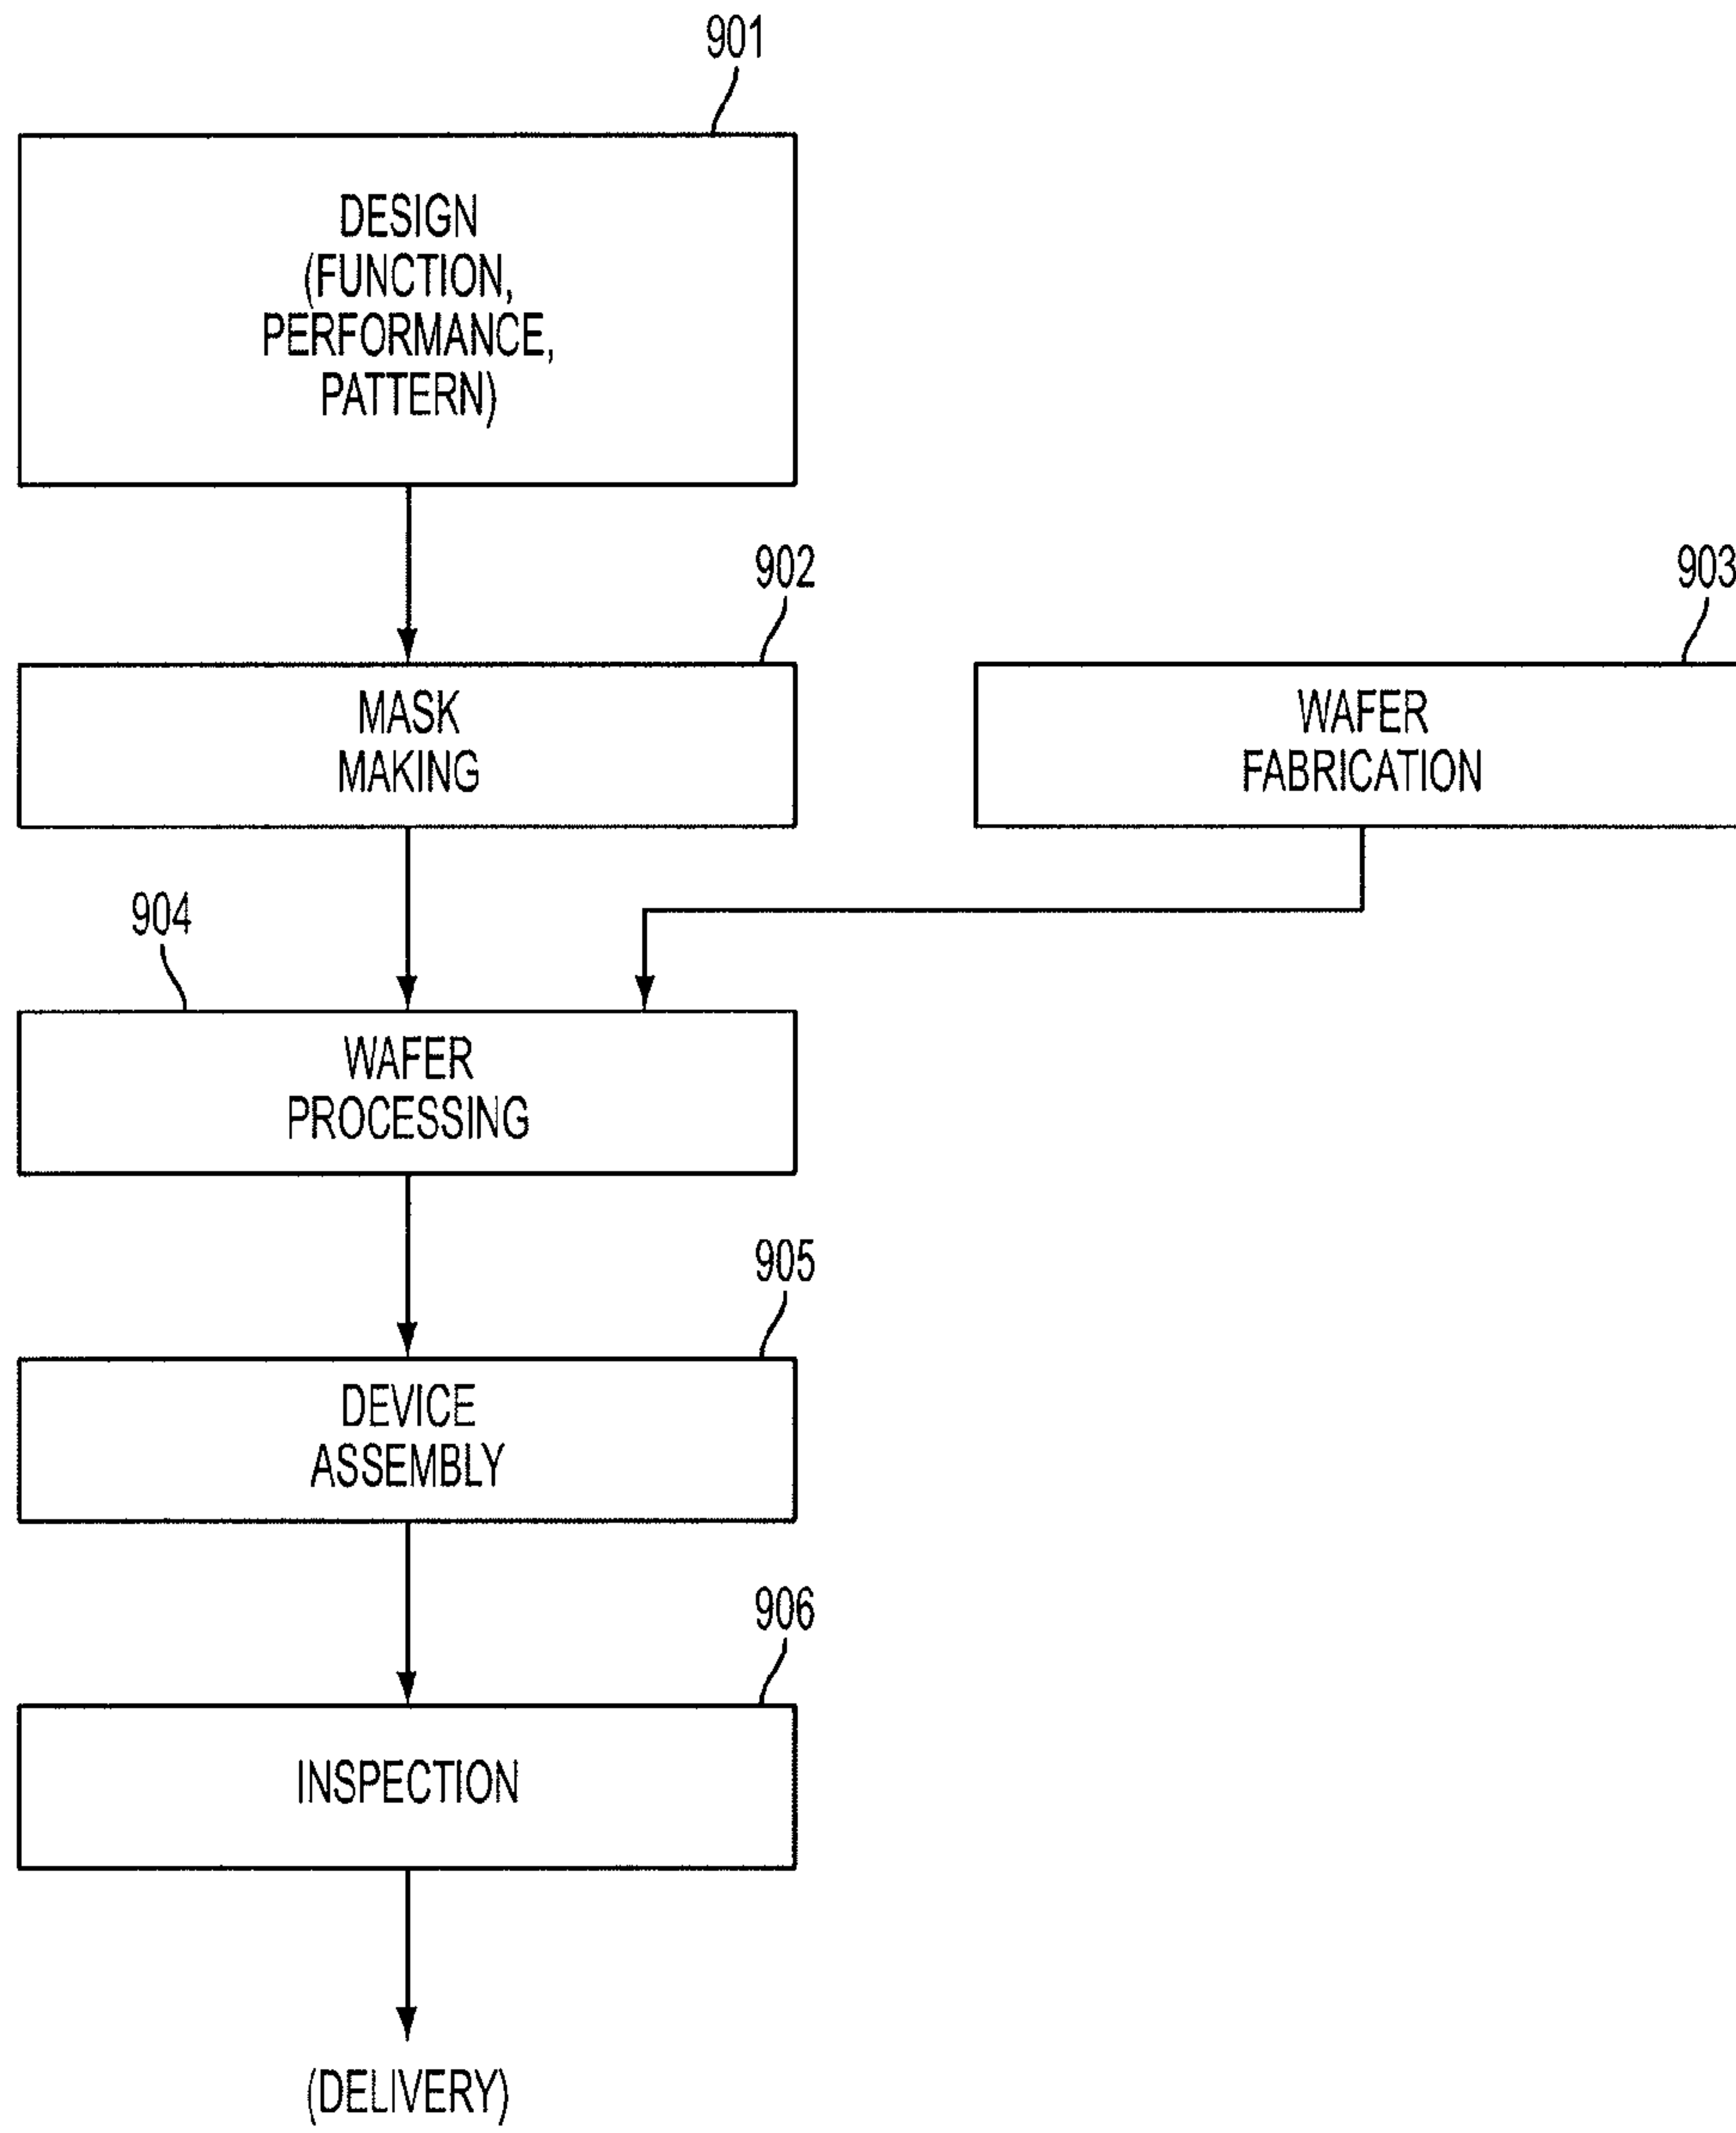 901
DESIGN
(FUNCTION,
PERFORMANCE,
PATTERN)
902
903
MASK
MAKING
WAFER
FABRICATION
904
WAFER
PROCESSING
905
DEVICE
ASSEMBLY
906
INSPECTION
(DELIVERY)